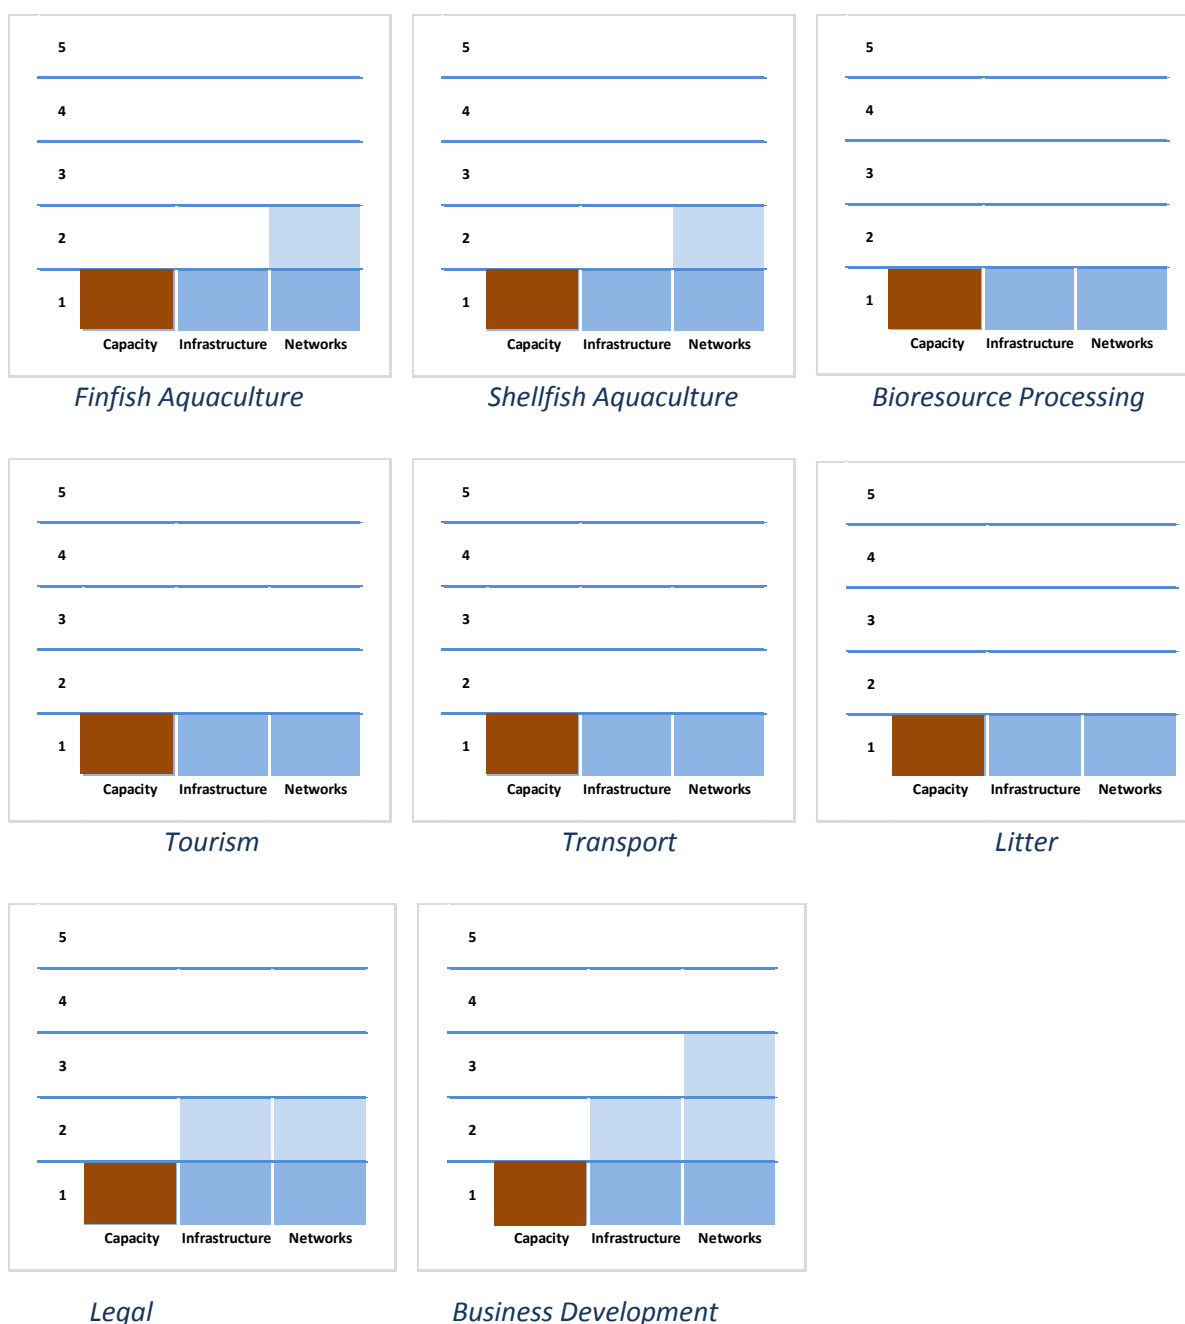 5
4
3
2
1
Capacity Infrastructure Networks
Finfish Aquaculture
5
4
3
2
1
Capacity Infrastructure Networks
Shellfish Aquaculture
5
4
3
2
1
Capacity Infrastructure Networks
Bioresource Processing
5
4
3
2
1
Capacity Infrastructure Networks
Tourism
5
4
3
2
1
Capacity Infrastructure Networks
Transport
5
4
3
2
1
Capacity Infrastructure Networks
Litter
5
4
3
2
1
Capacity Infrastructure Networks
Legal
5
4
3
2
1
Capacity Infrastructure Networks
Business Development